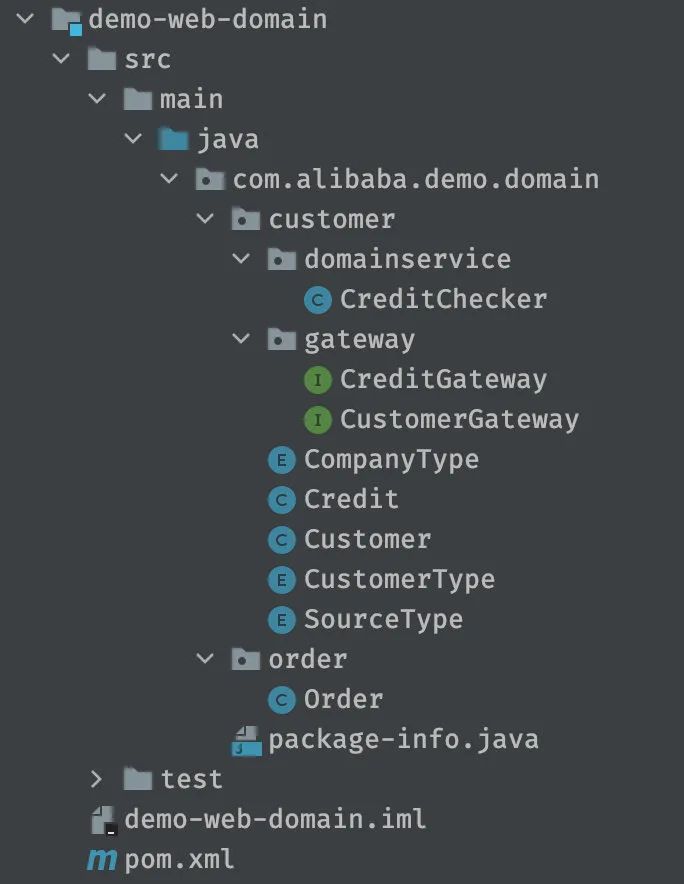 demo-web-domain
src
main
java
com.alibaba.demo.domain
customer
domainservice
C CreditChecker
gateway
I CreditGateway
I CustomerGateway
E CompanyType
C Credit
C Customer
E CustomerType
E SourceType
order
C Order
J package-info.java
test
demo-web-domain.iml
m pom.xml